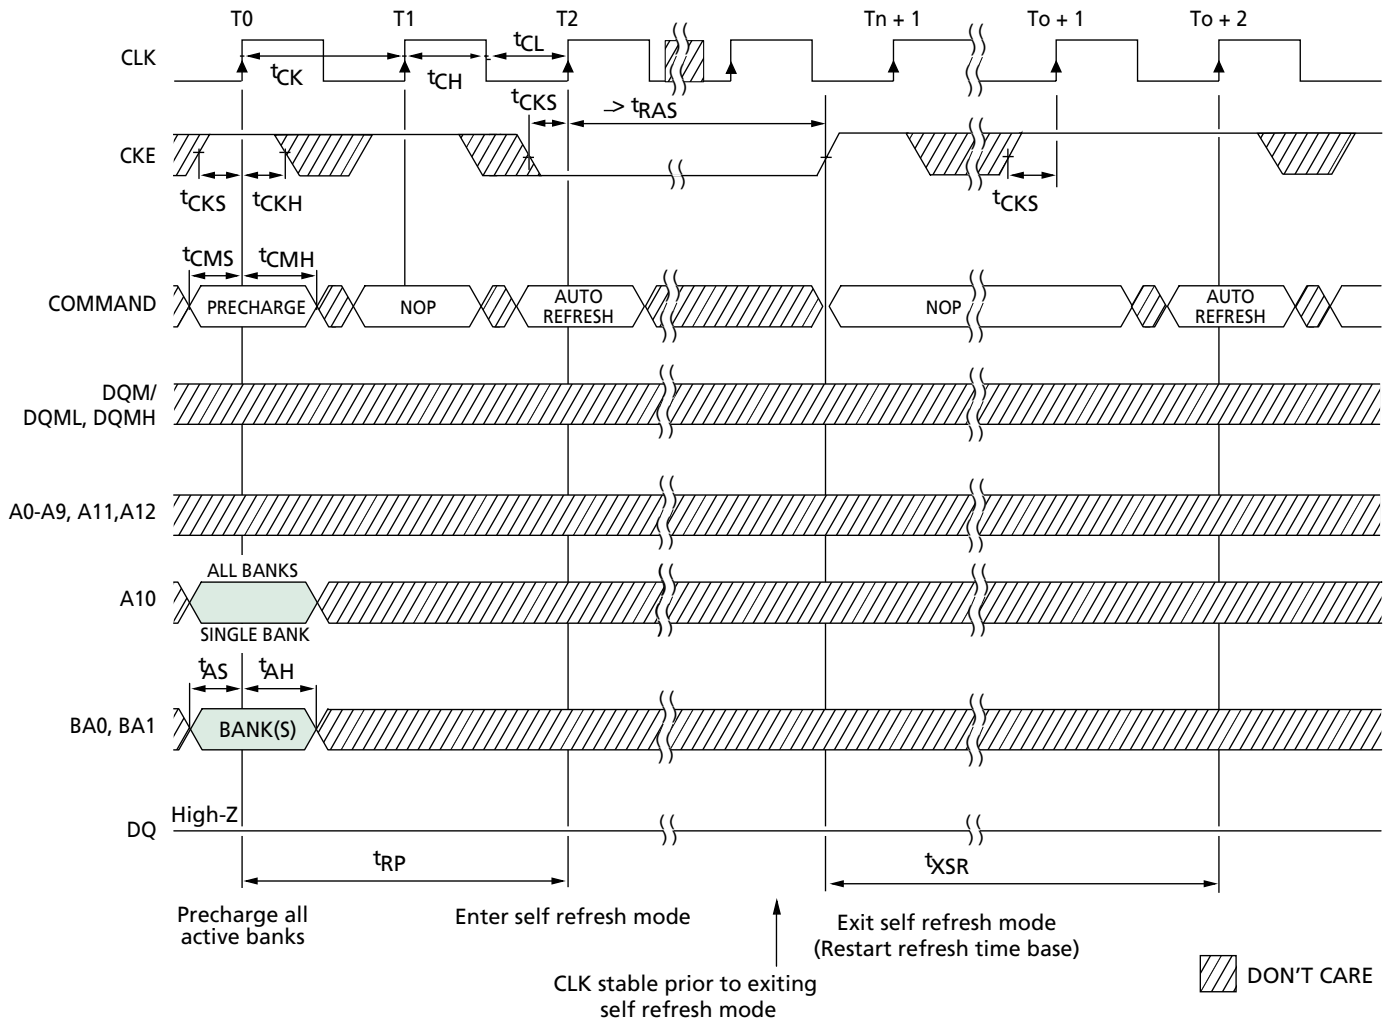 T0 T1 T2 Tn + 1 To + 1 To + 2
CLK
tCK tCH tCL
tCKS -> tRAS
CKE
tCKS tCKH tCKS
tCMS tCMH
COMMAND PRECHARGE NOP AUTO REFRESH NOP AUTO REFRESH
DQM/
DQML, DQMH
A0-A9, A11,A12
ALL BANKS
A10
SINGLE BANK
tAS tAH
BA0, BA1 BANK(S)
High-Z
DQ
tRP tXSR
Precharge all
active banks
Enter self refresh mode
CLK stable prior to exiting
self refresh mode
Exit self refresh mode
(Restart refresh time base)
DON'T CARE